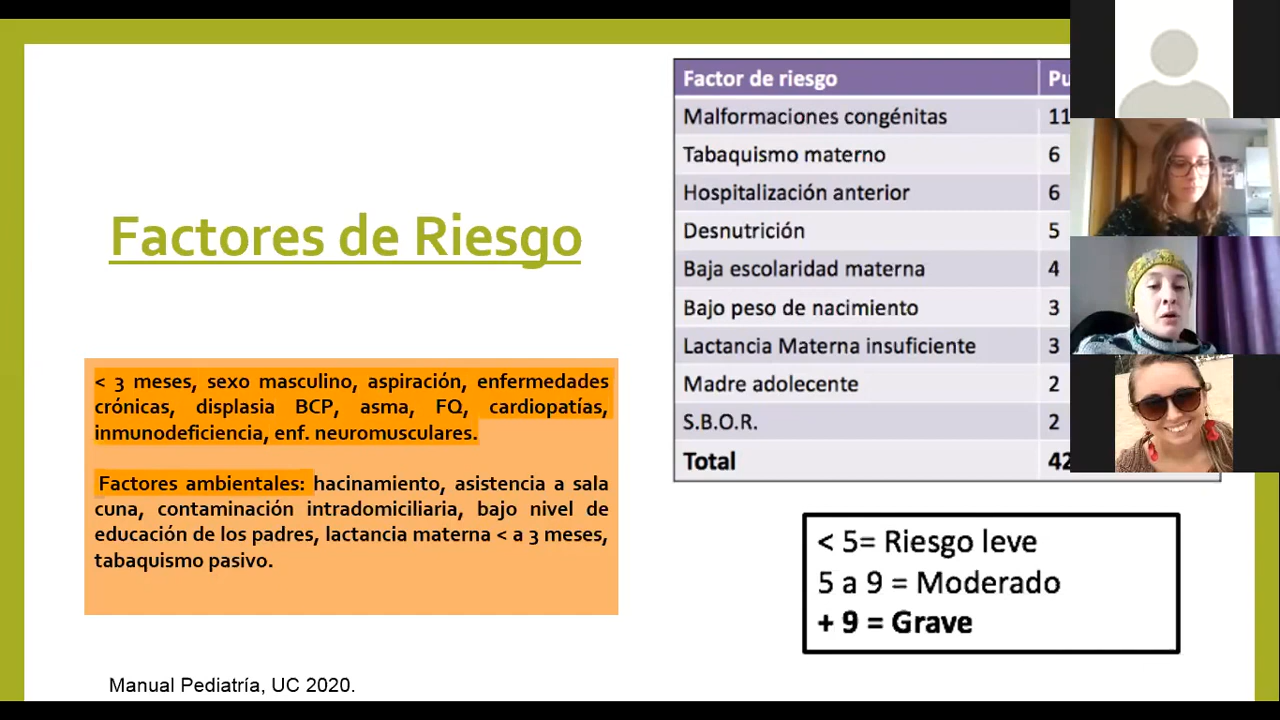 Factores de Riesgo
< 3 meses, sexo masculino, aspiración, enfermedades
crónicas, displasia BCP, asma, FQ, cardiopatías,
inmunodeficiencia, enf. neuromusculares.
Factores ambientales: hacinamiento, asistencia a sala
cuna, contaminación intradomiciliaria, bajo nivel de
educación de los padres, lactancia materna < a 3 meses,
tabaquismo pasivo.
Manual Pediatría, UC 2020.
Factor de riesgo
Malformaciones congénitas 11
Tabaquismo materno 6
Hospitalización anterior 6
Desnutrición 5
Baja escolaridad materna 4
Bajo peso de nacimiento 3
Lactancia Materna insuficiente 3
Madre adolecente 2
S.B.O.R. 2
Total 42
< 5= Riesgo leve
5 a 9 = Moderado
+ 9 = Grave